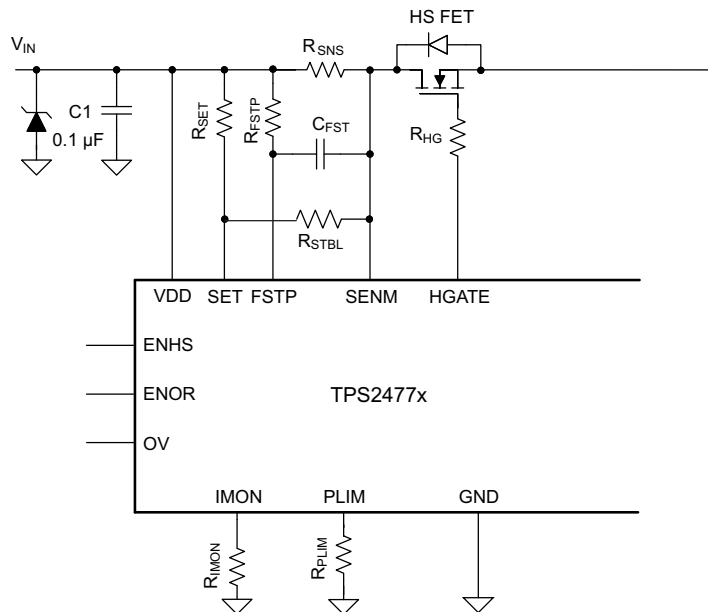 HS FET
V_IN
R_SNS
C1
0.1 µF
R_SET
R_FSTP
C_FST
R_HG
R_STBL
VDD SET FSTP SENM HGATE
ENHS
ENOR
TPS2477x
OV
IMON PLIM GND
R_IMON
R_PLIM